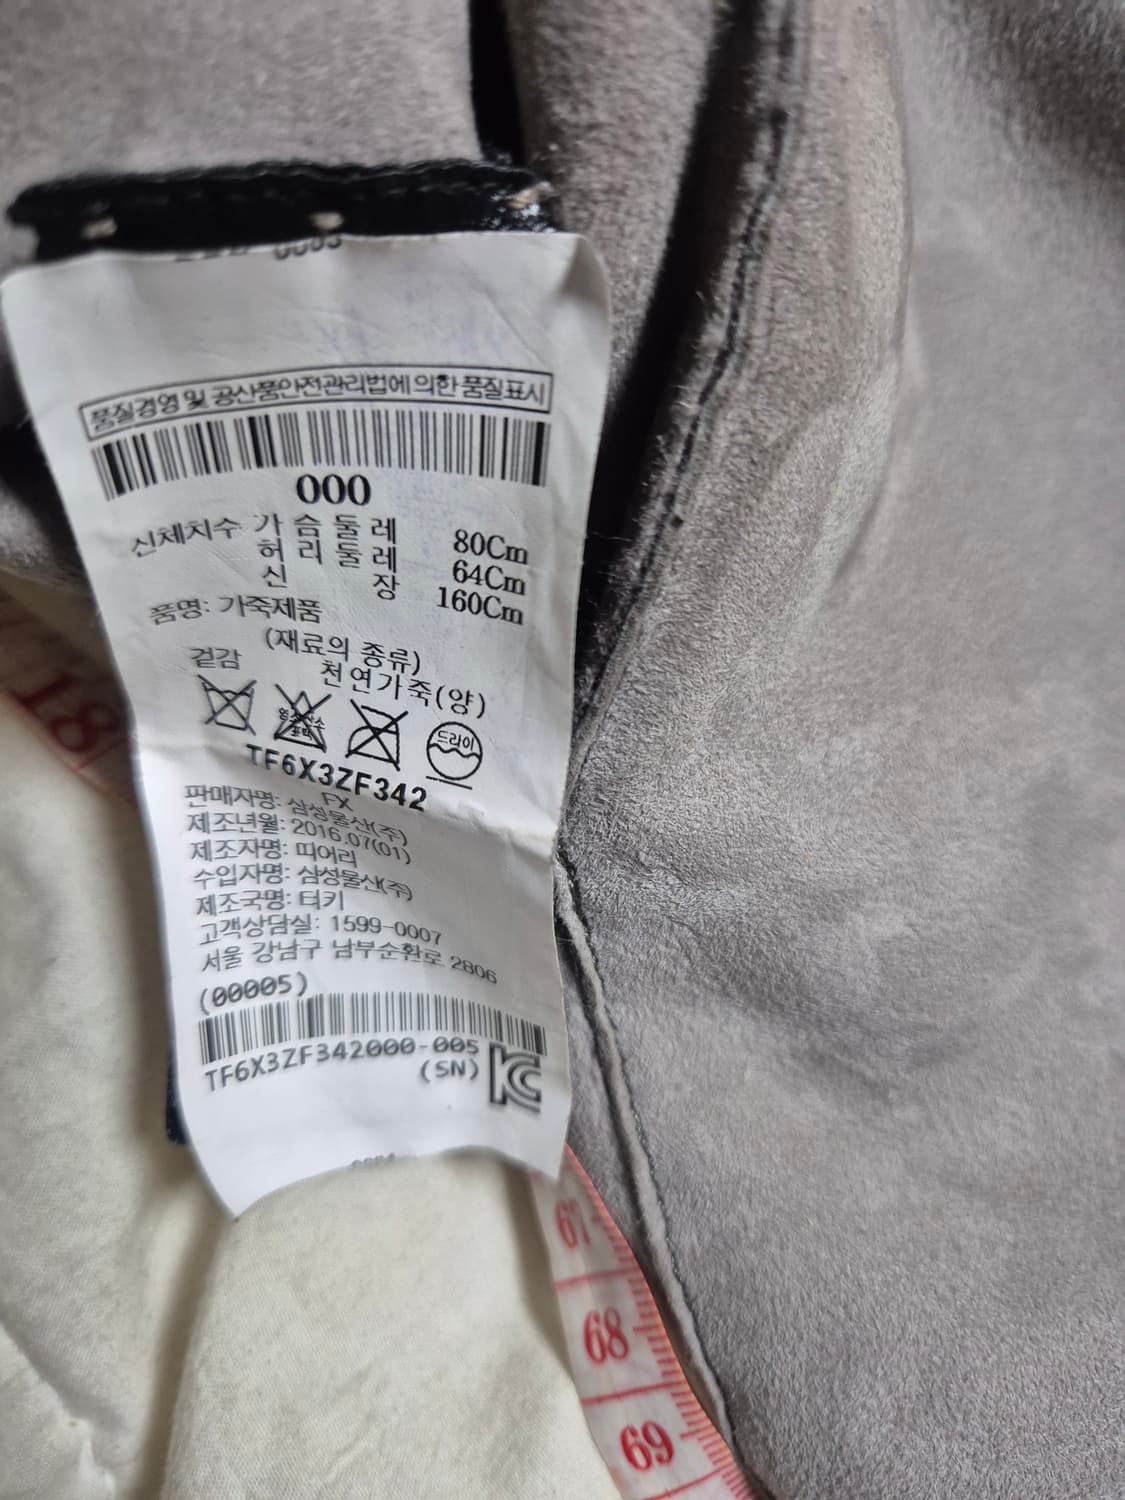 품질경영 및 공산품안전관리법에 의한 품질표시
000
신체치수 가슴둘레 80Cm
허리둘레 64Cm
신장 160Cm
품명: 가죽제품
(재료의 종류)
겉감 천연가죽(양)
드라이
TF6X3ZF342
FX
판매자명: 삼성물산(주)
제조년월: 2016.07(01)
제조자명: 띠어리
수입자명: 삼성물산(주)
제조국명: 터키
고객상담실: 1599-0007
서울 강남구 남부순환로 2806
(00005)
TF6X3ZF342000-005
(SN)
KC
18
67
68
69